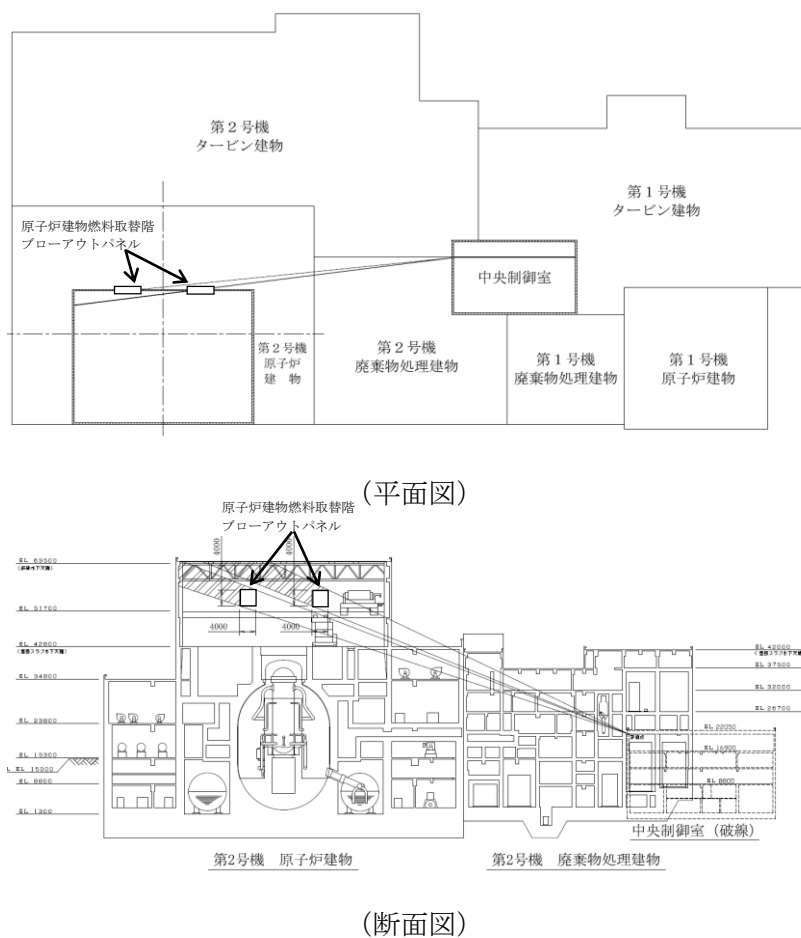 第２号機
タービン建物
第１号機
タービン建物
原子炉建物燃料取替階
ブローアウトパネル
中央制御室
第２号機
原子炉
建　物
第２号機
廃棄物処理建物
第１号機
廃棄物処理建物
第１号機
原子炉建物
（平面図）
原子炉建物燃料取替階
ブローアウトパネル
4000
4000
EL 63500
EL 51700
4000
4000
EL 42800
EL 34800
EL 23800
EL 15300
EL 15000
EL 8800
EL 1300
EL 42000
EL 37500
EL 32000
EL 26700
EL 22050
EL 16900
EL 8800
中央制御室（破線）
第2号機　原子炉建物
第2号機　廃棄物処理建物
（断面図）